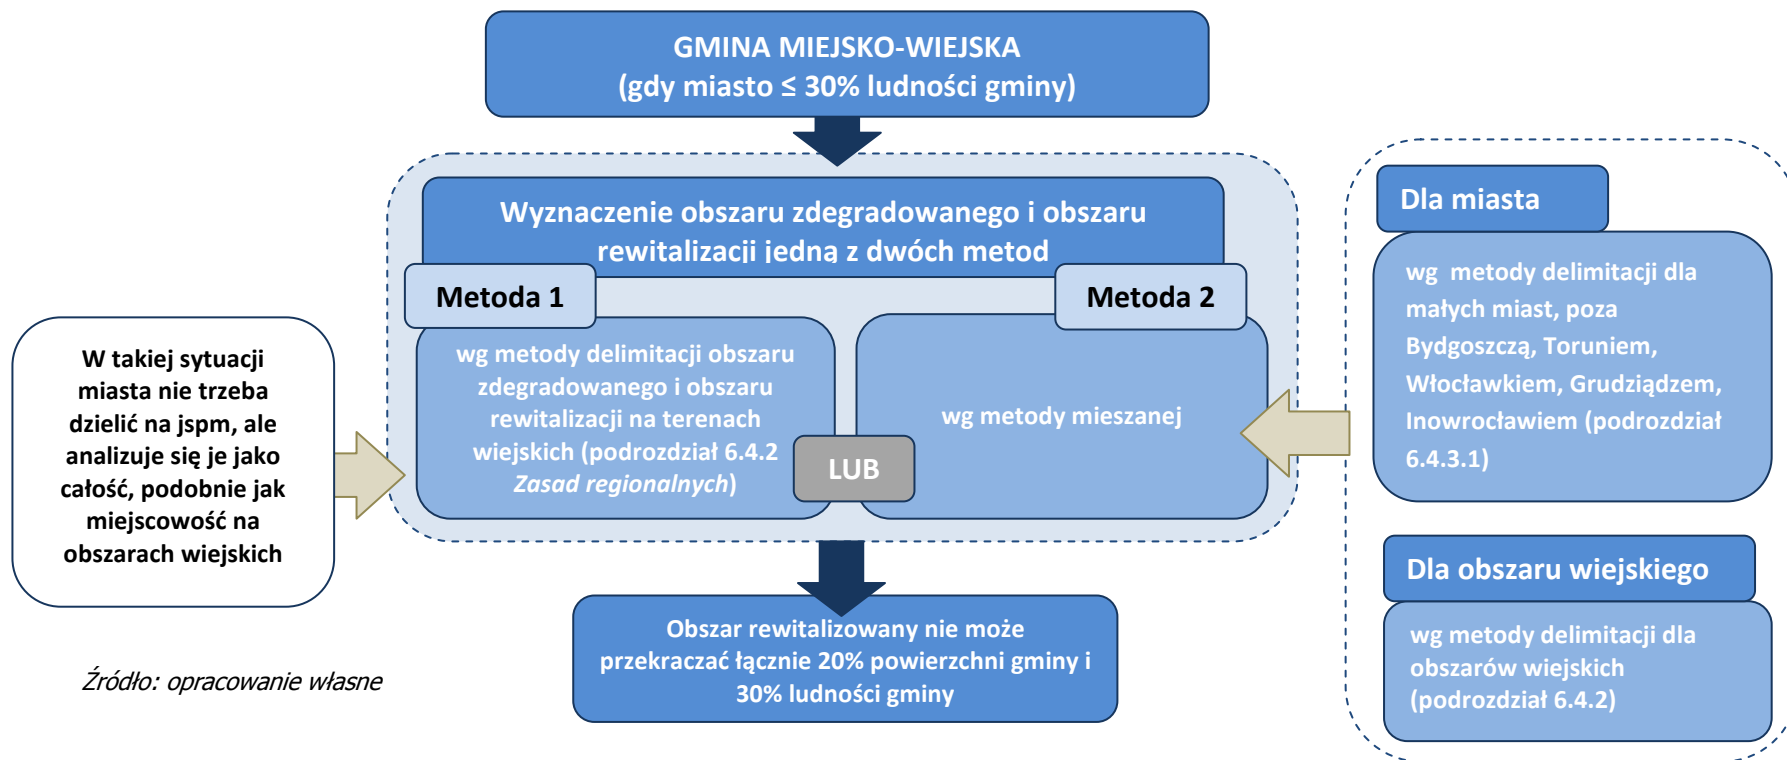 GMINA MIEJSKO-WIEJSKA
(gdy miasto ≤ 30% ludności gminy)
Wyznaczenie obszaru zdegradowanego i obszaru
rewitalizacji jedną z dwóch metod
Metoda 1
wg metody delimitacji obszaru
zdegradowanego i obszaru
rewitalizacji na terenach
wiejskich (podrozdział 6.4.2
Zasad regionalnych)
LUB
Metoda 2
wg metody mieszanej
W takiej sytuacji
miasta nie trzeba
dzielić na jspm, ale
analizuje się je jako
całość, podobnie jak
miejscowość na
obszarach wiejskich
Dla miasta
wg metody delimitacji dla
małych miast, poza
Bydgoszczą, Toruniem,
Włocławkiem, Grudziądzem,
Inowrocławiem (podrozdział
6.4.3.1)
Dla obszaru wiejskiego
wg metody delimitacji dla
obszarów wiejskich
(podrozdział 6.4.2)
Obszar rewitalizowany nie może
przekraczać łącznie 20% powierzchni gminy i
30% ludności gminy
Źródło: opracowanie własne